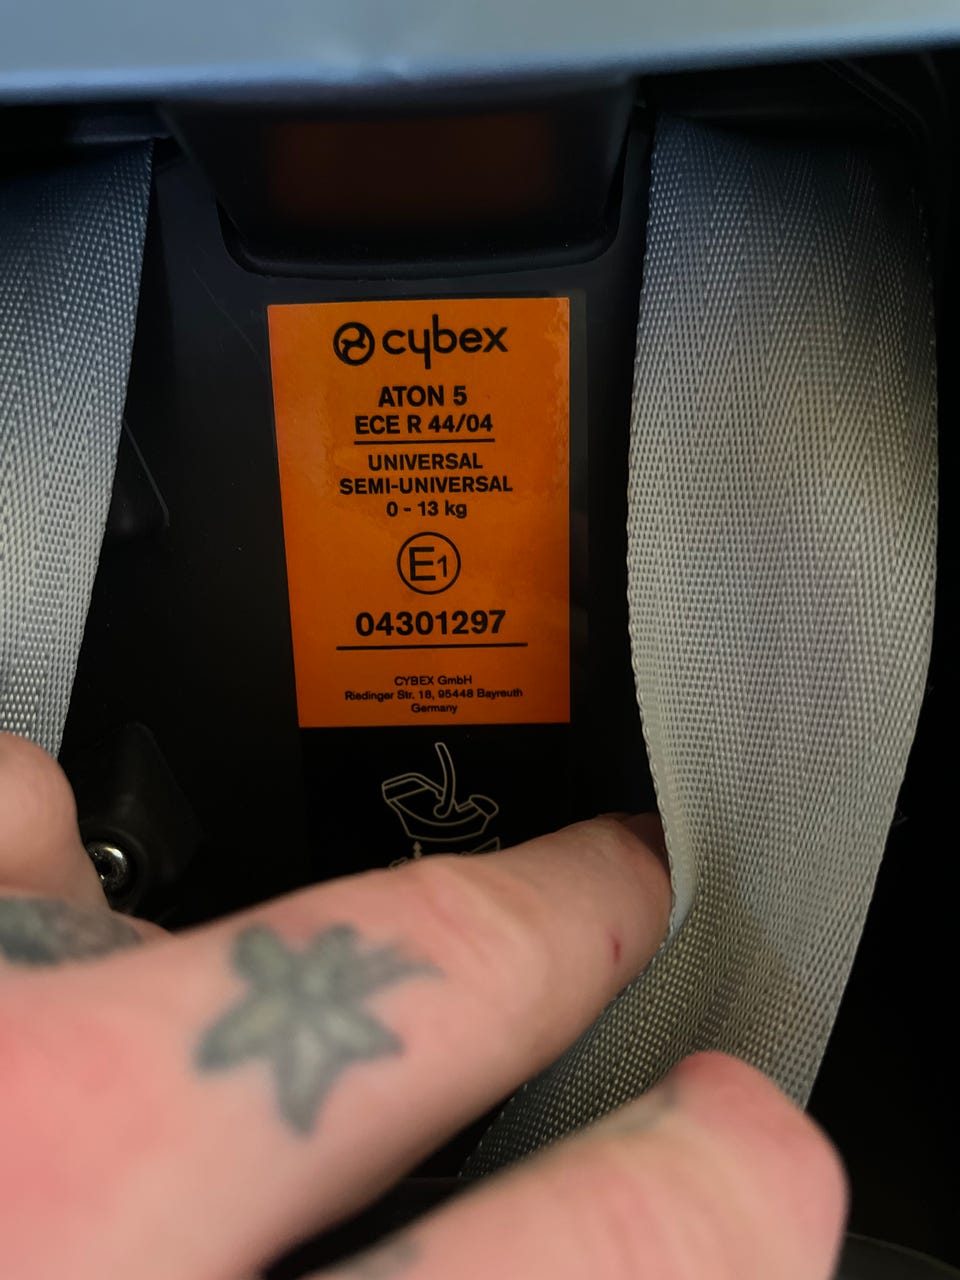 cybex
ATON 5
ECE R 44/04
UNIVERSAL
SEMI-UNIVERSAL
0 - 13 kg
E1
04301297
CYBEX GmbH
Riedinger Str. 18, 95448 Bayreuth
Germany